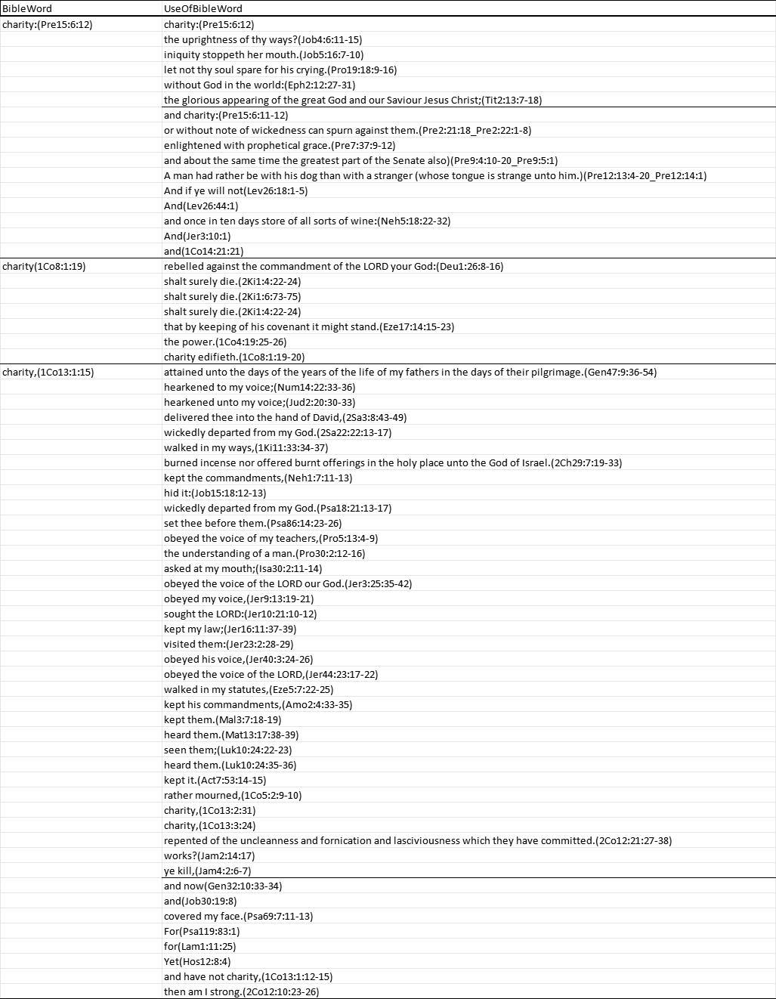 BibleWord UseOfBibleWord
charity:(Pre15:6:12) charity:(Pre15:6:12)
the uprightness of thy ways?(Job4:6:11-15)
iniquity stoppeth her mouth.(Job5:16:7-10)
let not thy soul spare for his crying.(Pro19:18:9-16)
without God in the world:(Eph2:12:27-31)
the glorious appearing of the great God and our Saviour Jesus Christ;(Tit2:13:7-18)
and charity:(Pre15:6:11-12)
or without note of wickedness can spurn against them.(Pre2:21:18_Pre2:22:1-8)
enlightened with prophetical grace.(Pre7:37:9-12)
and about the same time the greatest part of the Senate also)(Pre9:4:10-20_Pre9:5:1)
A man had rather be with his dog than with a stranger (whose tongue is strange unto him.)(Pre12:13:4-20_Pre12:14:1)
And if ye will not(Lev26:18:1-5)
And(Lev26:44:1)
and once in ten days store of all sorts of wine:(Neh5:18:22-32)
And(Jer3:10:1)
and(1Co14:21:21)
charity(1Co8:1:19) rebelled against the commandment of the LORD your God:(Deu1:26:8-16)
shalt surely die.(2Ki1:4:22-24)
shalt surely die.(2Ki1:6:73-75)
shalt surely die.(2Ki1:4:22-24)
that by keeping of his covenant it might stand.(Eze17:14:15-23)
the power.(1Co4:19:25-26)
charity edifieth.(1Co8:1:19-20)
charity,(1Co13:1:15) attained unto the days of the years of the life of my fathers in the days of their pilgrimage.(Gen47:9:36-54)
hearkened to my voice;(Num14:22:33-36)
hearkened unto my voice;(Jud2:20:30-33)
delivered thee into the hand of David,(2Sa3:8:43-49)
wickedly departed from my God.(2Sa22:22:13-17)
walked in my ways,(1Ki11:33:34-37)
burned incense nor offered burnt offerings in the holy place unto the God of Israel.(2Ch29:7:19-33)
kept the commandments,(Neh1:7:11-13)
hid it:(Job15:18:12-13)
wickedly departed from my God.(Psa18:21:13-17)
set thee before them.(Psa86:14:23-26)
obeyed the voice of my teachers,(Pro5:13:4-9)
the understanding of a man.(Pro30:2:12-16)
asked at my mouth;(Isa30:2:11-14)
obeyed the voice of the LORD our God.(Jer3:25:35-42)
obeyed my voice,(Jer9:13:19-21)
sought the LORD:(Jer10:21:10-12)
kept my law;(Jer16:11:37-39)
visited them:(Jer23:2:28-29)
obeyed his voice,(Jer40:3:24-26)
obeyed the voice of the LORD,(Jer44:23:17-22)
walked in my statutes,(Eze5:7:22-25)
kept his commandments,(Amo2:4:33-35)
kept them.(Mal3:7:18-19)
heard them.(Mat13:17:38-39)
seen them;(Luk10:24:22-23)
heard them.(Luk10:24:35-36)
kept it.(Act7:53:14-15)
rather mourned,(1Co5:2:9-10)
charity,(1Co13:2:31)
charity,(1Co13:3:24)
repented of the uncleanness and fornication and lasciviousness which they have committed.(2Co12:21:27-38)
works?(Jam2:14:17)
ye kill,(Jam4:2:6-7)
and now(Gen32:10:33-34)
and(Job30:19:8)
covered my face.(Psa69:7:11-13)
For(Psa119:83:1)
for(Lam1:11:25)
Yet(Hos12:8:4)
and have not charity,(1Co13:1:12-15)
then am I strong.(2Co12:10:23-26)